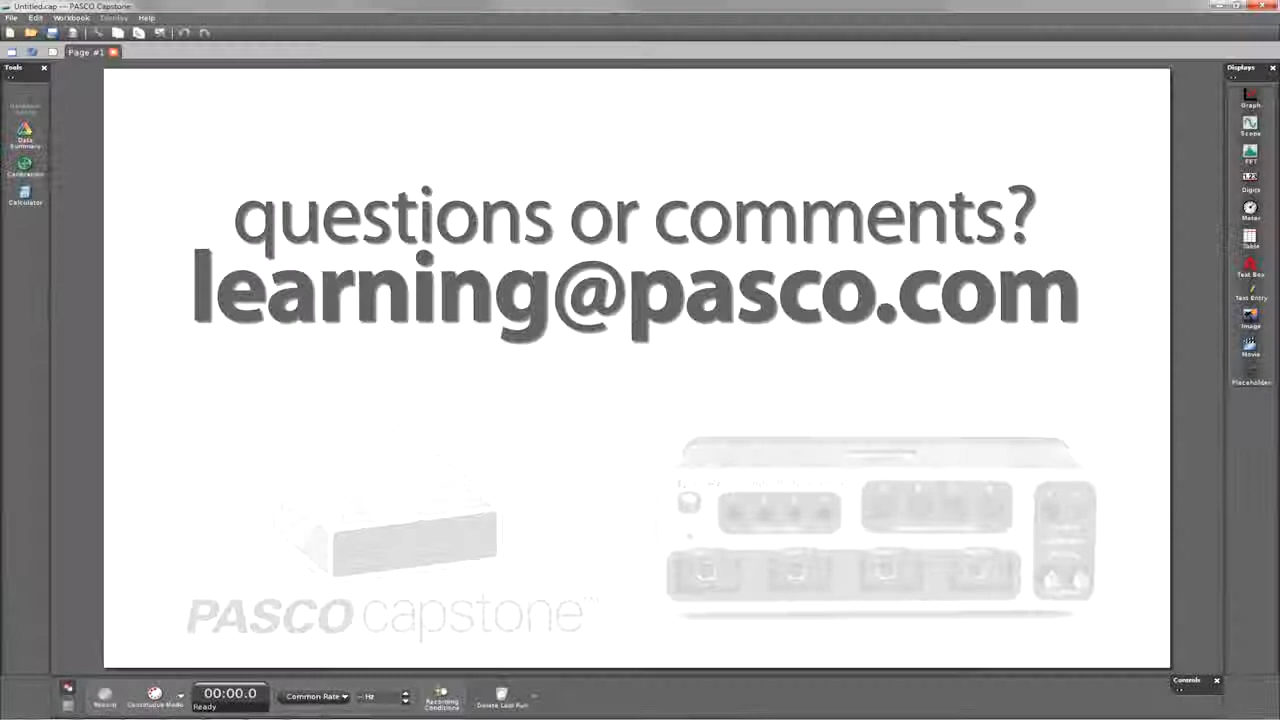 Untitled.cap — PASCO Capstone
File Edit Workbook Display Help
Page #1
Tools
Displays
Data
Summary
Calibration
Calculator
Graph
Scope
FFT
Digits
Meter
Table
Text Box
Text Entry
Image
Movie
Placeholder
questions or comments?
learning@pasco.com
PASCO capstone™
Controls
Record
Continuous Mode
00:00.0
Ready
Common Rate
-- Hz
Recording
Conditions
Delete Last Run